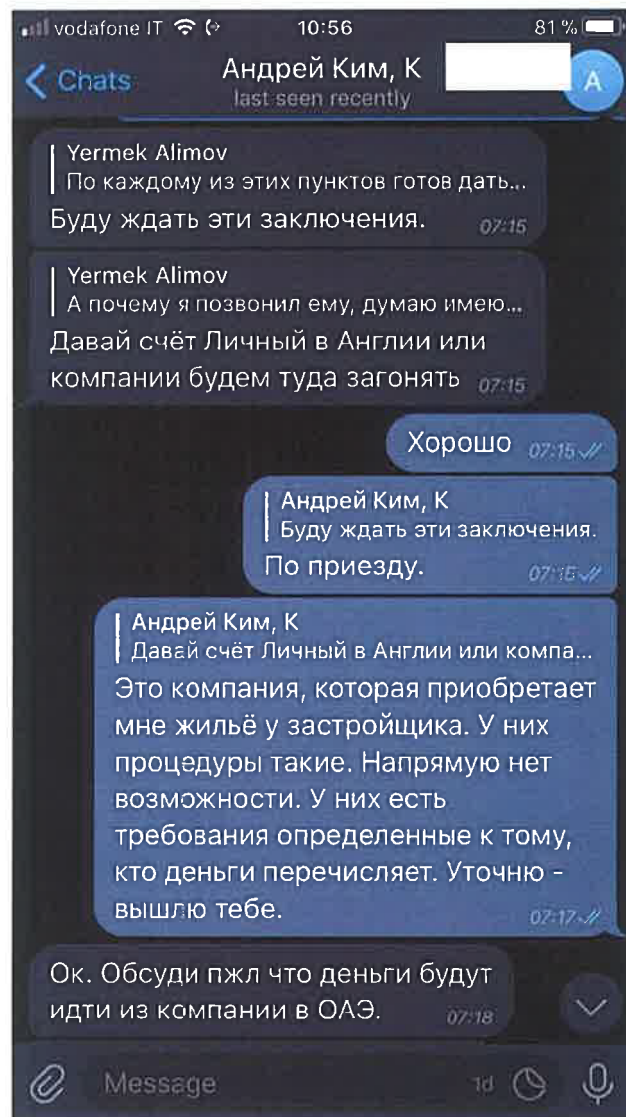 vodafone IT 10:56 81 %
Chats
Андрей Ким, К
A
last seen recently
Yermek Alimov
По каждому из этих пунктов готов дать...
Буду ждать эти заключения. 07:15
Yermek Alimov
А почему я позвонил ему, думаю имею...
Давай счёт Личный в Англии или
компании будем туда загонять 07:15
Хорошо 07:15
Андрей Ким, К
Буду ждать эти заключения.
По приезду. 07:15
Андрей Ким, К
Давай счёт Личный в Англии или компа...
Это компания, которая приобретает
мне жильё у застройщика. У них
процедуры такие. Напрямую нет
возможности. У них есть
требования определенные к тому,
кто деньги перечисляет. Уточню -
вышлю тебе. 07:17
Ок. Обсуди пжл что деньги будут
идти из компании в ОАЭ. 07:18
Message 1d